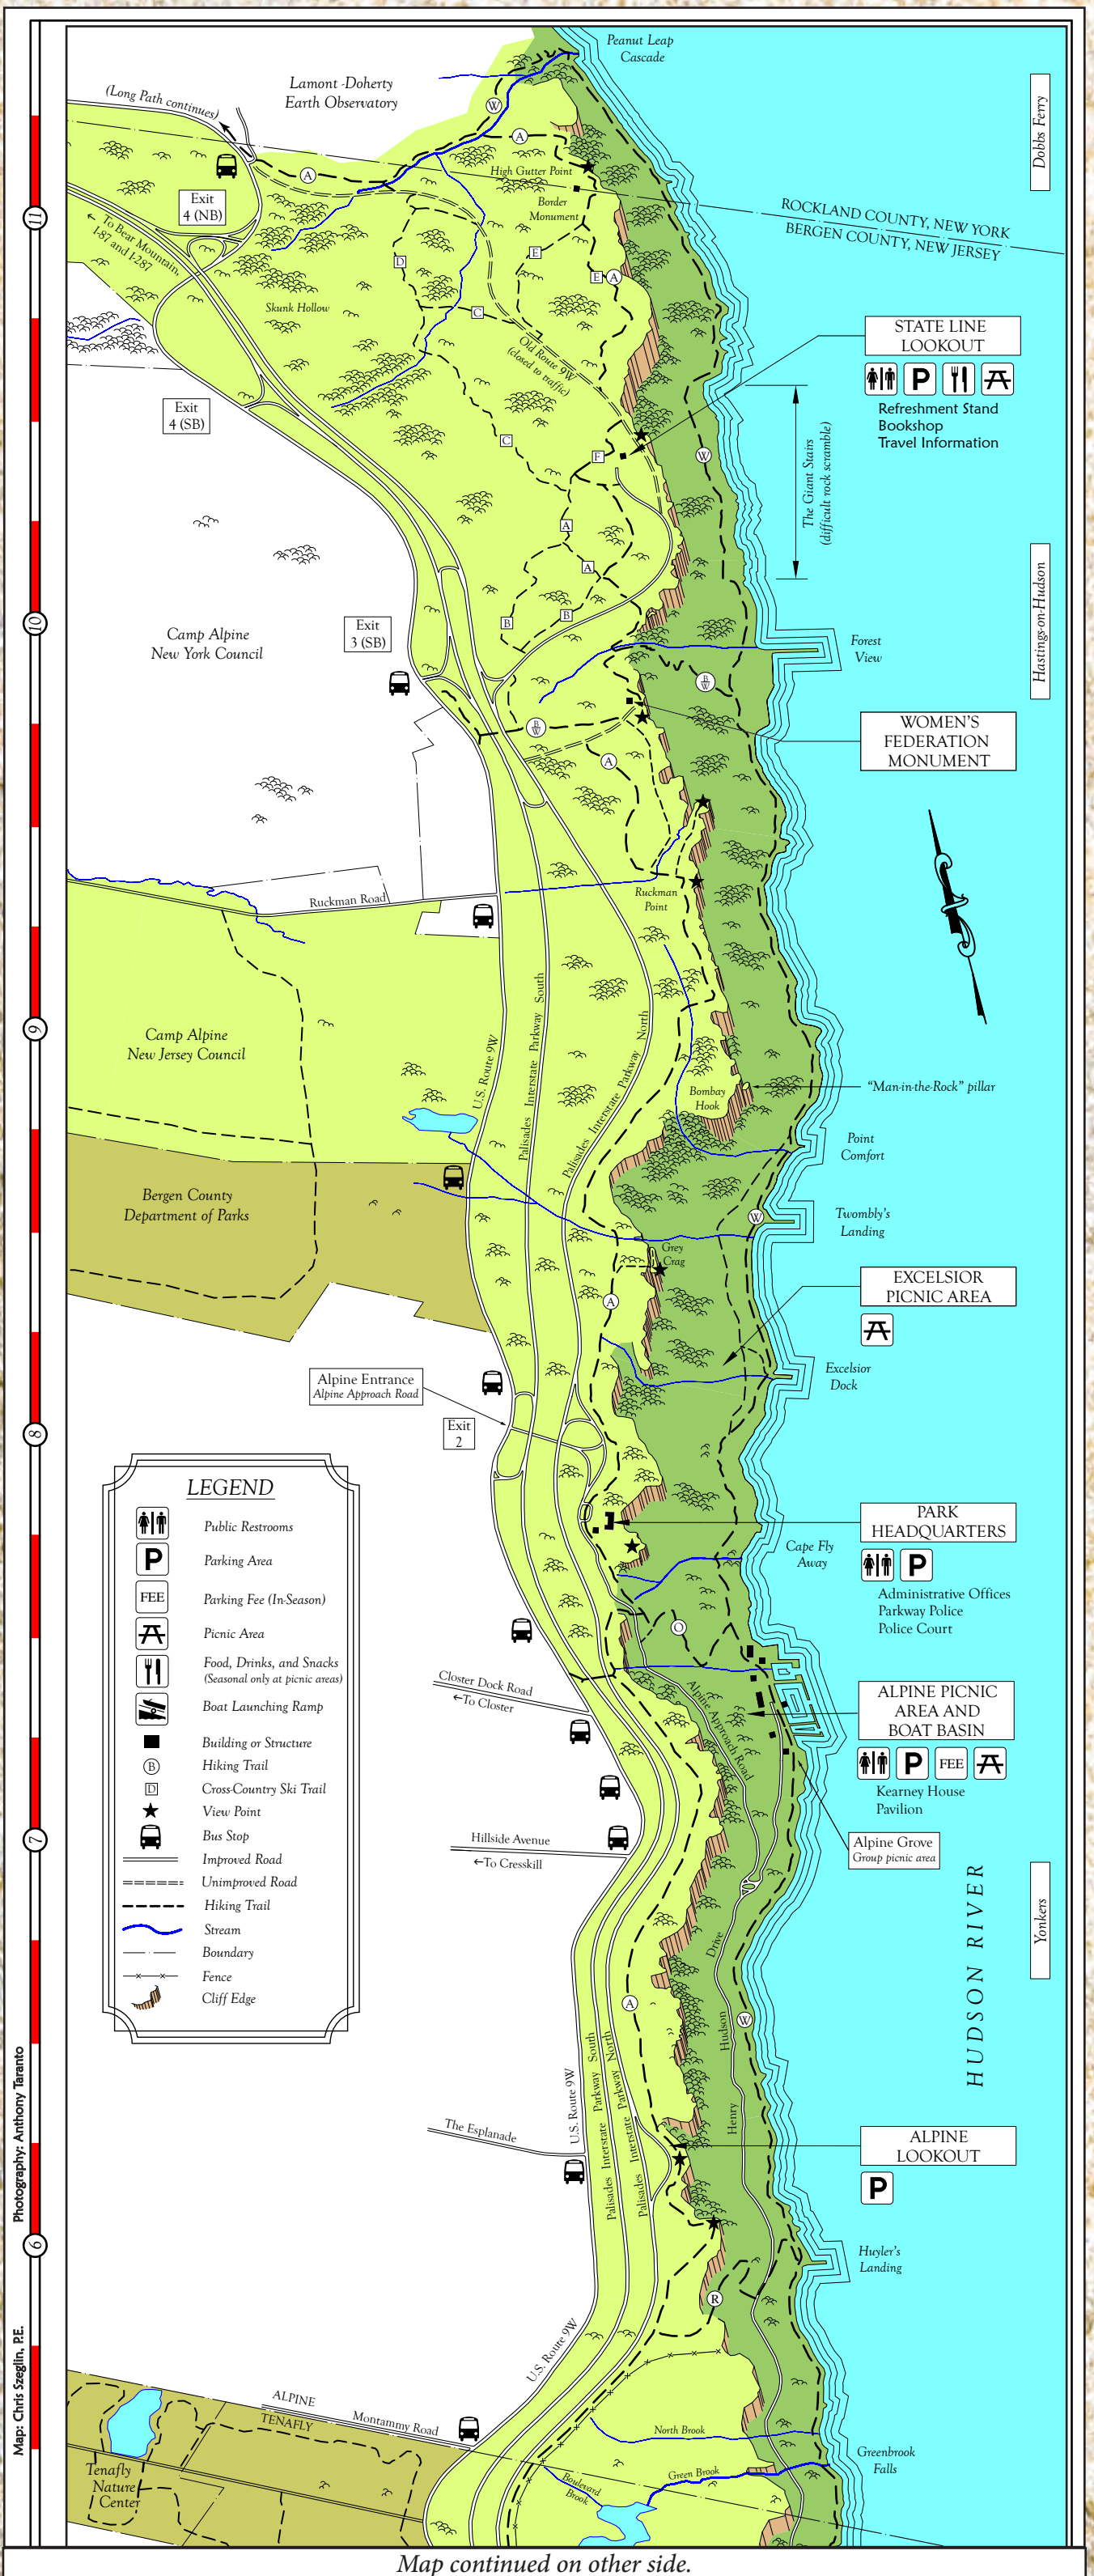 Peanut Leap
Cascade
Lamont -Doherty
Earth Observatory
(Long Path continues)
Dobbs Ferry
W
A
High Gutter Point
A
Exit
4 (NB)
Border
Monument
ROCKLAND COUNTY, NEW YORK
BERGEN COUNTY, NEW JERSEY
11
To Bear Mountain,
I-87 and I-287
D
E
E
A
Skunk Hollow
C
STATE LINE
LOOKOUT
P
Refreshment Stand
Bookshop
Travel Information
Old Route 9W
(closed to traffic)
Exit
4 (SB)
C
F
W
The Giant Stairs
(difficult rock scramble)
A
A
Hastings-on-Hudson
B
B
10
Exit
3 (SB)
Camp Alpine
New York Council
Forest
View
B
W
B
W
WOMEN'S
FEDERATION
MONUMENT
A
Ruckman Road
Ruckman
Point
Palisades Interstate Parkway South
Palisades Interstate Parkway North
U.S. Route 9W
9
Camp Alpine
New Jersey Council
Bombay
Hook
“Man-in-the-Rock” pillar
Point
Comfort
Bergen County
Department of Parks
W
Twombly's
Landing
Grey
Crag
A
EXCELSIOR
PICNIC AREA
Excelsior
Dock
Alpine Entrance
Alpine Approach Road
Exit
2
8
LEGEND
Public Restrooms
P
Parking Area
FEE
Parking Fee (In-Season)
Picnic Area
Food, Drinks, and Snacks
(Seasonal only at picnic areas)
Boat Launching Ramp
Building or Structure
B
Hiking Trail
D
Cross-Country Ski Trail
View Point
Bus Stop
Improved Road
Unimproved Road
Hiking Trail
Stream
Boundary
Fence
Cliff Edge
PARK
HEADQUARTERS
P
Administrative Offices
Parkway Police
Police Court
Cape Fly
Away
O
Closter Dock Road
To Closter
Alpine Approach Road
ALPINE PICNIC
AREA AND
BOAT BASIN
P
FEE
Kearney House
Pavilion
7
Hillside Avenue
To Cresskill
Alpine Grove
Group picnic area
HUDSON RIVER
Yonkers
A
W
Henry Hudson Drive
U.S. Route 9W
Palisades Interstate Parkway South
Palisades Interstate Parkway North
The Esplanade
ALPINE
LOOKOUT
P
6
Huyler's
Landing
R
U.S. Route 9W
ALPINE
TENAFLY
Montammy Road
North Brook
Green Brook
Boulevard
Brook
Greenbrook
Falls
Tenafly
Nature
Center
Photography: Anthony Taranto
Map: Chris Szeglin, P.E.
Map continued on other side.